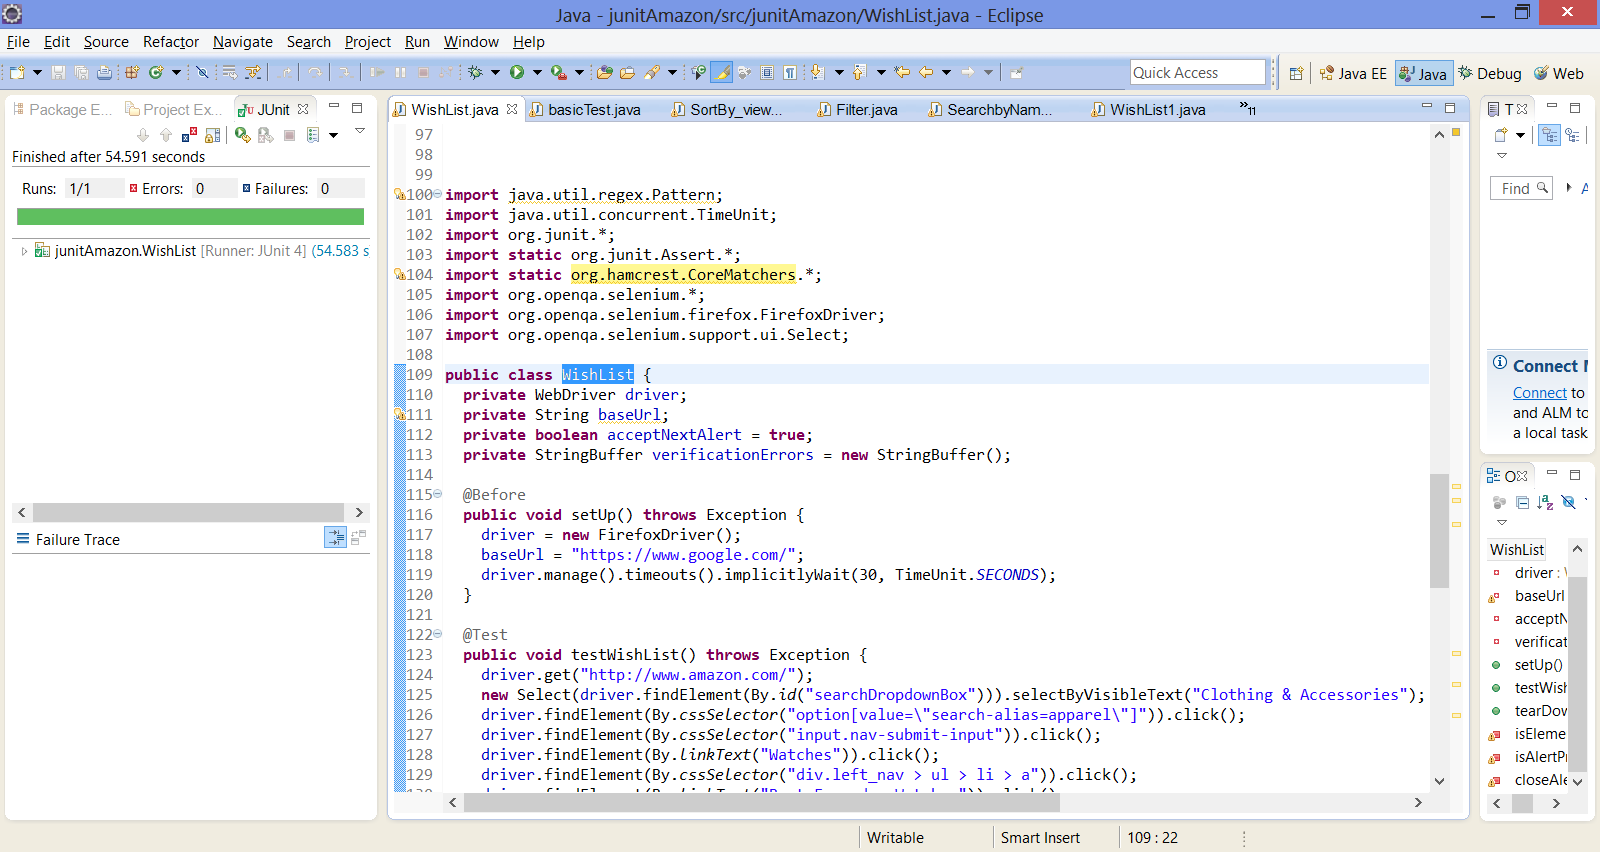 Java - junitAmazon/src/junitAmazon/WishList.java - Eclipse
File Edit Source Refactor Navigate Search Project Run Window Help
Quick Access
Java EE
Java
Debug
Web
Package E...
Project Ex...
JUnit
Finished after 54.591 seconds
Runs: 1/1
Errors: 0
Failures: 0
junitAmazon.WishList [Runner: JUnit 4] (54.583 s
Failure Trace
WishList.java
basicTest.java
SortBy_view...
Filter.java
SearchbyNam...
WishList1.java
»11
97
98
99
100 import java.util.regex.Pattern;
101 import java.util.concurrent.TimeUnit;
102 import org.junit.*;
103 import static org.junit.Assert.*;
104 import static org.hamcrest.CoreMatchers.*;
105 import org.openqa.selenium.*;
106 import org.openqa.selenium.firefox.FirefoxDriver;
107 import org.openqa.selenium.support.ui.Select;
108
109 public class WishList {
110 private WebDriver driver;
111 private String baseUrl;
112 private boolean acceptNextAlert = true;
113 private StringBuffer verificationErrors = new StringBuffer();
114
115 @Before
116 public void setUp() throws Exception {
117 driver = new FirefoxDriver();
118 baseUrl = "https://www.google.com/";
119 driver.manage().timeouts().implicitlyWait(30, TimeUnit.SECONDS);
120 }
121
122 @Test
123 public void testWishList() throws Exception {
124 driver.get("http://www.amazon.com/");
125 new Select(driver.findElement(By.id("searchDropdownBox"))).selectByVisibleText("Clothing & Accessories");
126 driver.findElement(By.cssSelector("option[value=\"search-alias=apparel\"]")).click();
127 driver.findElement(By.cssSelector("input.nav-submit-input")).click();
128 driver.findElement(By.linkText("Watches")).click();
129 driver.findElement(By.cssSelector("div.left_nav > ul > li > a")).click();
T
Find
A
Connect
Connect to
and ALM to
a local task
O
WishList
driver :
baseUrl
acceptN
verificat
setUp()
testWish
tearDov
isEleme
isAlertPr
closeAle
Writable
Smart Insert
109 : 22